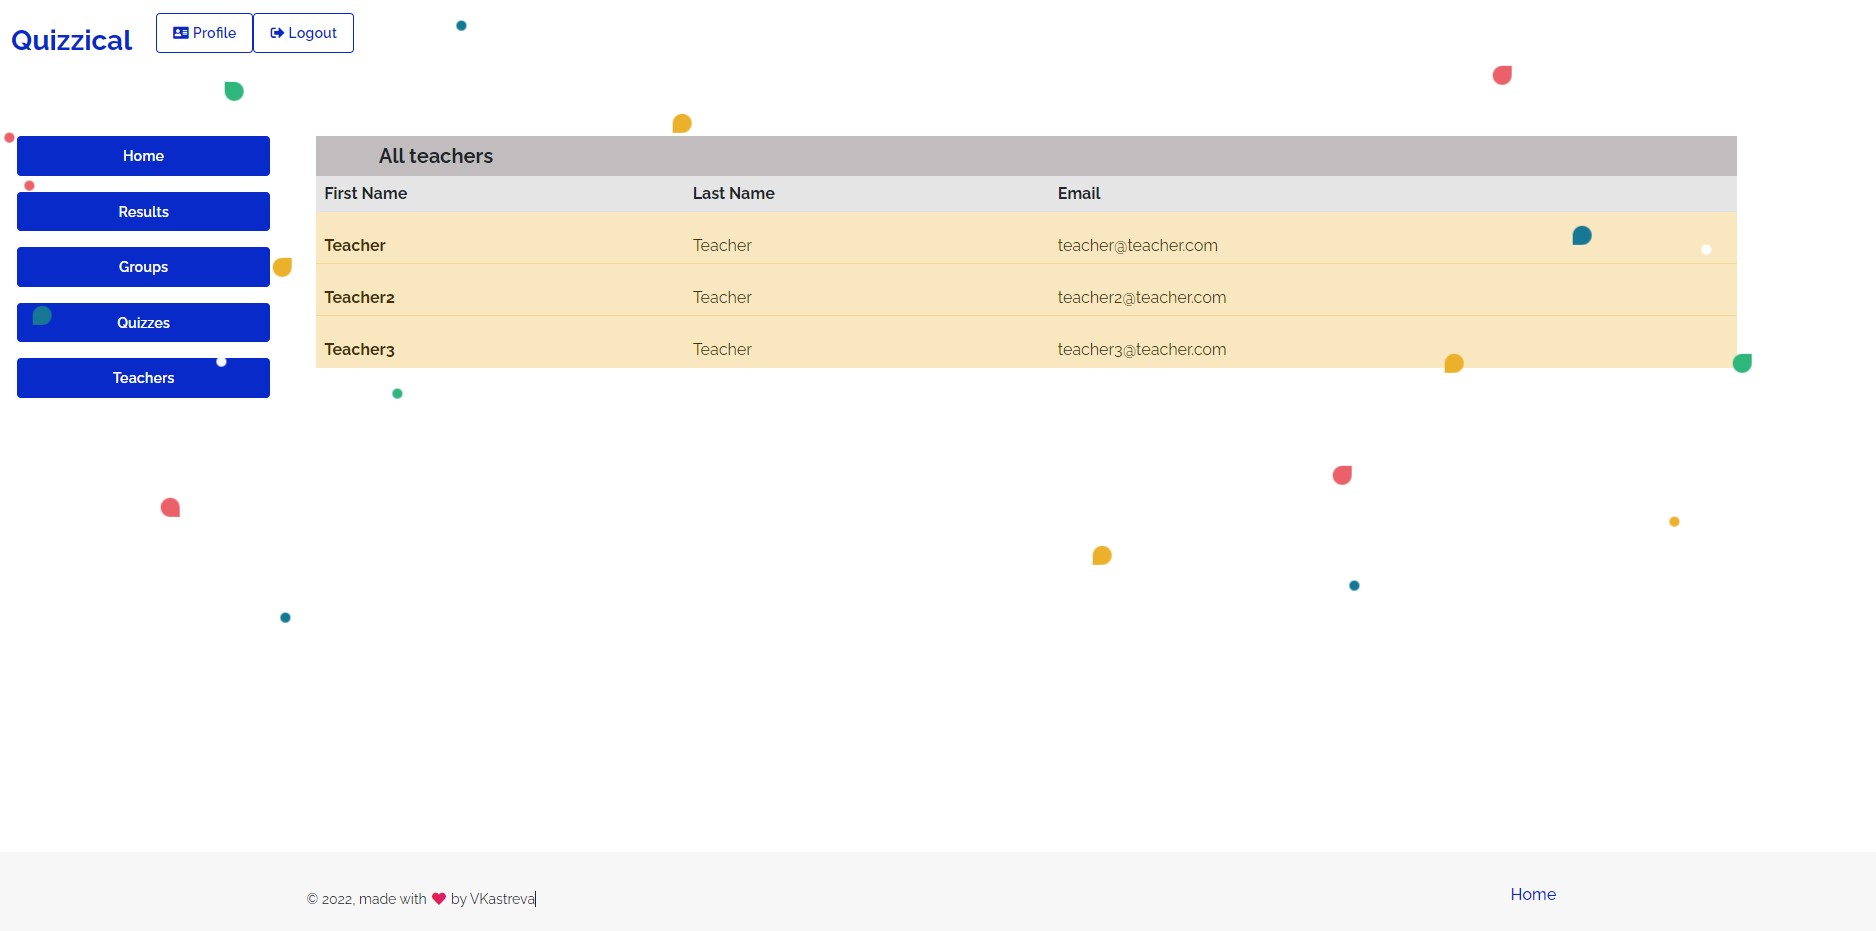 Quizzical
Profile
Logout
Home
Results
Groups
Quizzes
Teachers
All teachers
First Name Last Name Email
Teacher Teacher teacher@teacher.com
Teacher2 Teacher teacher2@teacher.com
Teacher3 Teacher teacher3@teacher.com
© 2022, made with ❤ by VKastreva
Home